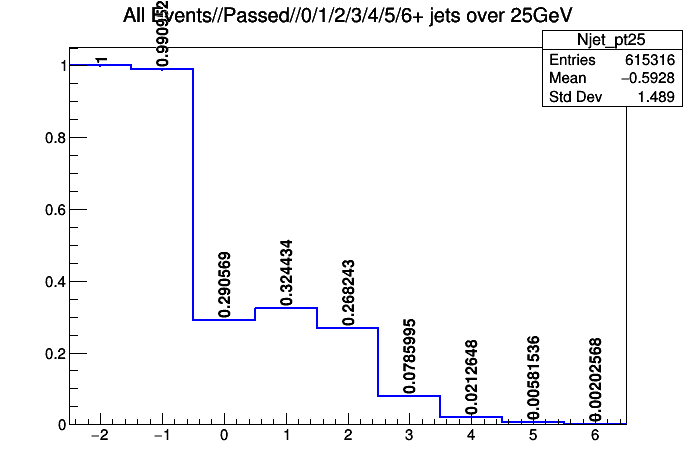 All Events//Passed//0/1/2/3/4/5/6+ jets over 25GeV
Njet_pt25
Entries 615316
Mean −0.5928
Std Dev 1.489
1
0.990952
0.290569
0.324434
0.268243
0.0785995
0.0212648
0.00581536
0.00202568
1
0.8
0.6
0.4
0.2
0
−2 −1 0 1 2 3 4 5 6